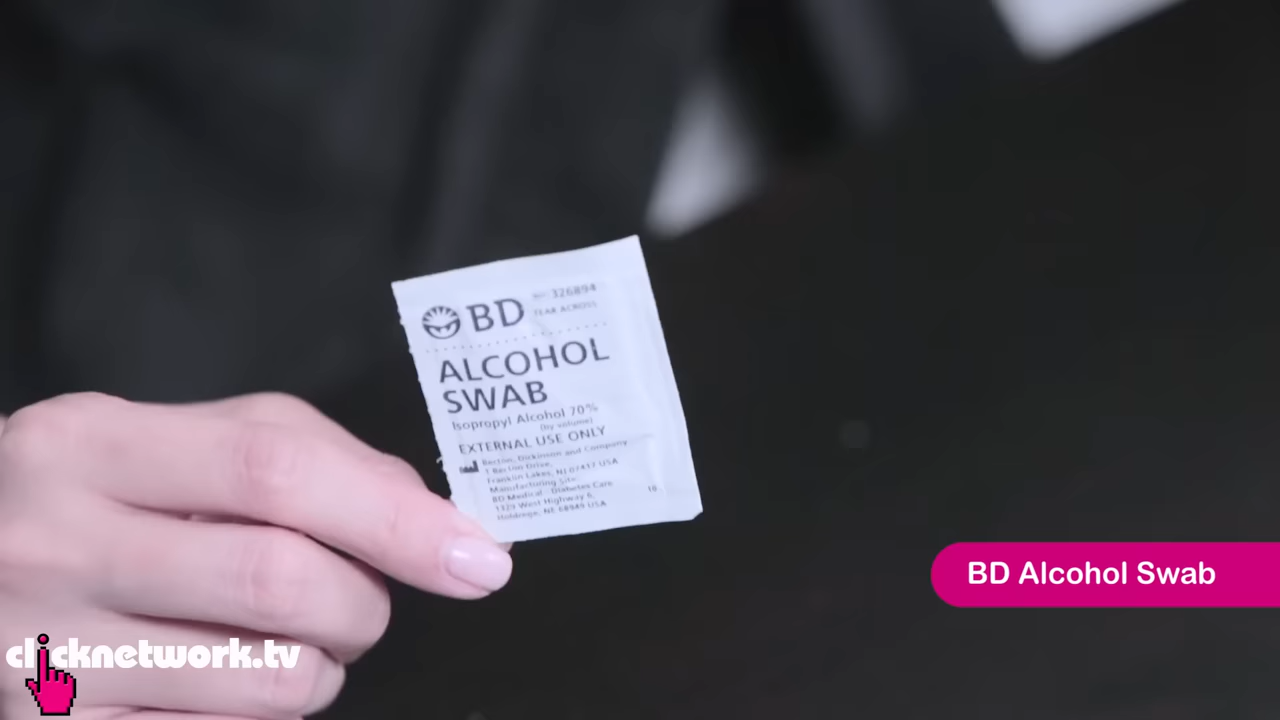 BD
REF 326894
TEAR ACROSS
ALCOHOL
SWAB
Isopropyl Alcohol 70%
(by volume)
EXTERNAL USE ONLY
Becton, Dickinson and Company
1 Becton Drive,
Franklin Lakes, NJ 07417 USA
Manufacturing Site:
BD Medical - Diabetes Care
1329 West Highway 6,
Holdrege, NE 68949 USA
BD Alcohol Swab
clicknetwork.tv